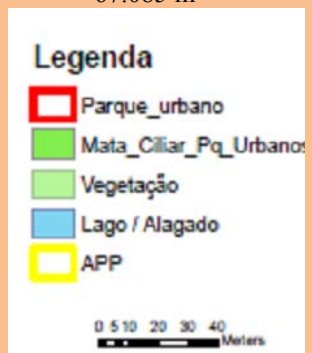 Legenda
Parque_urbano
Mata_Ciliar_Pq_Urbanos
Vegetação
Lago / Alagado
APP
0 5 10 20 30 40
Meters